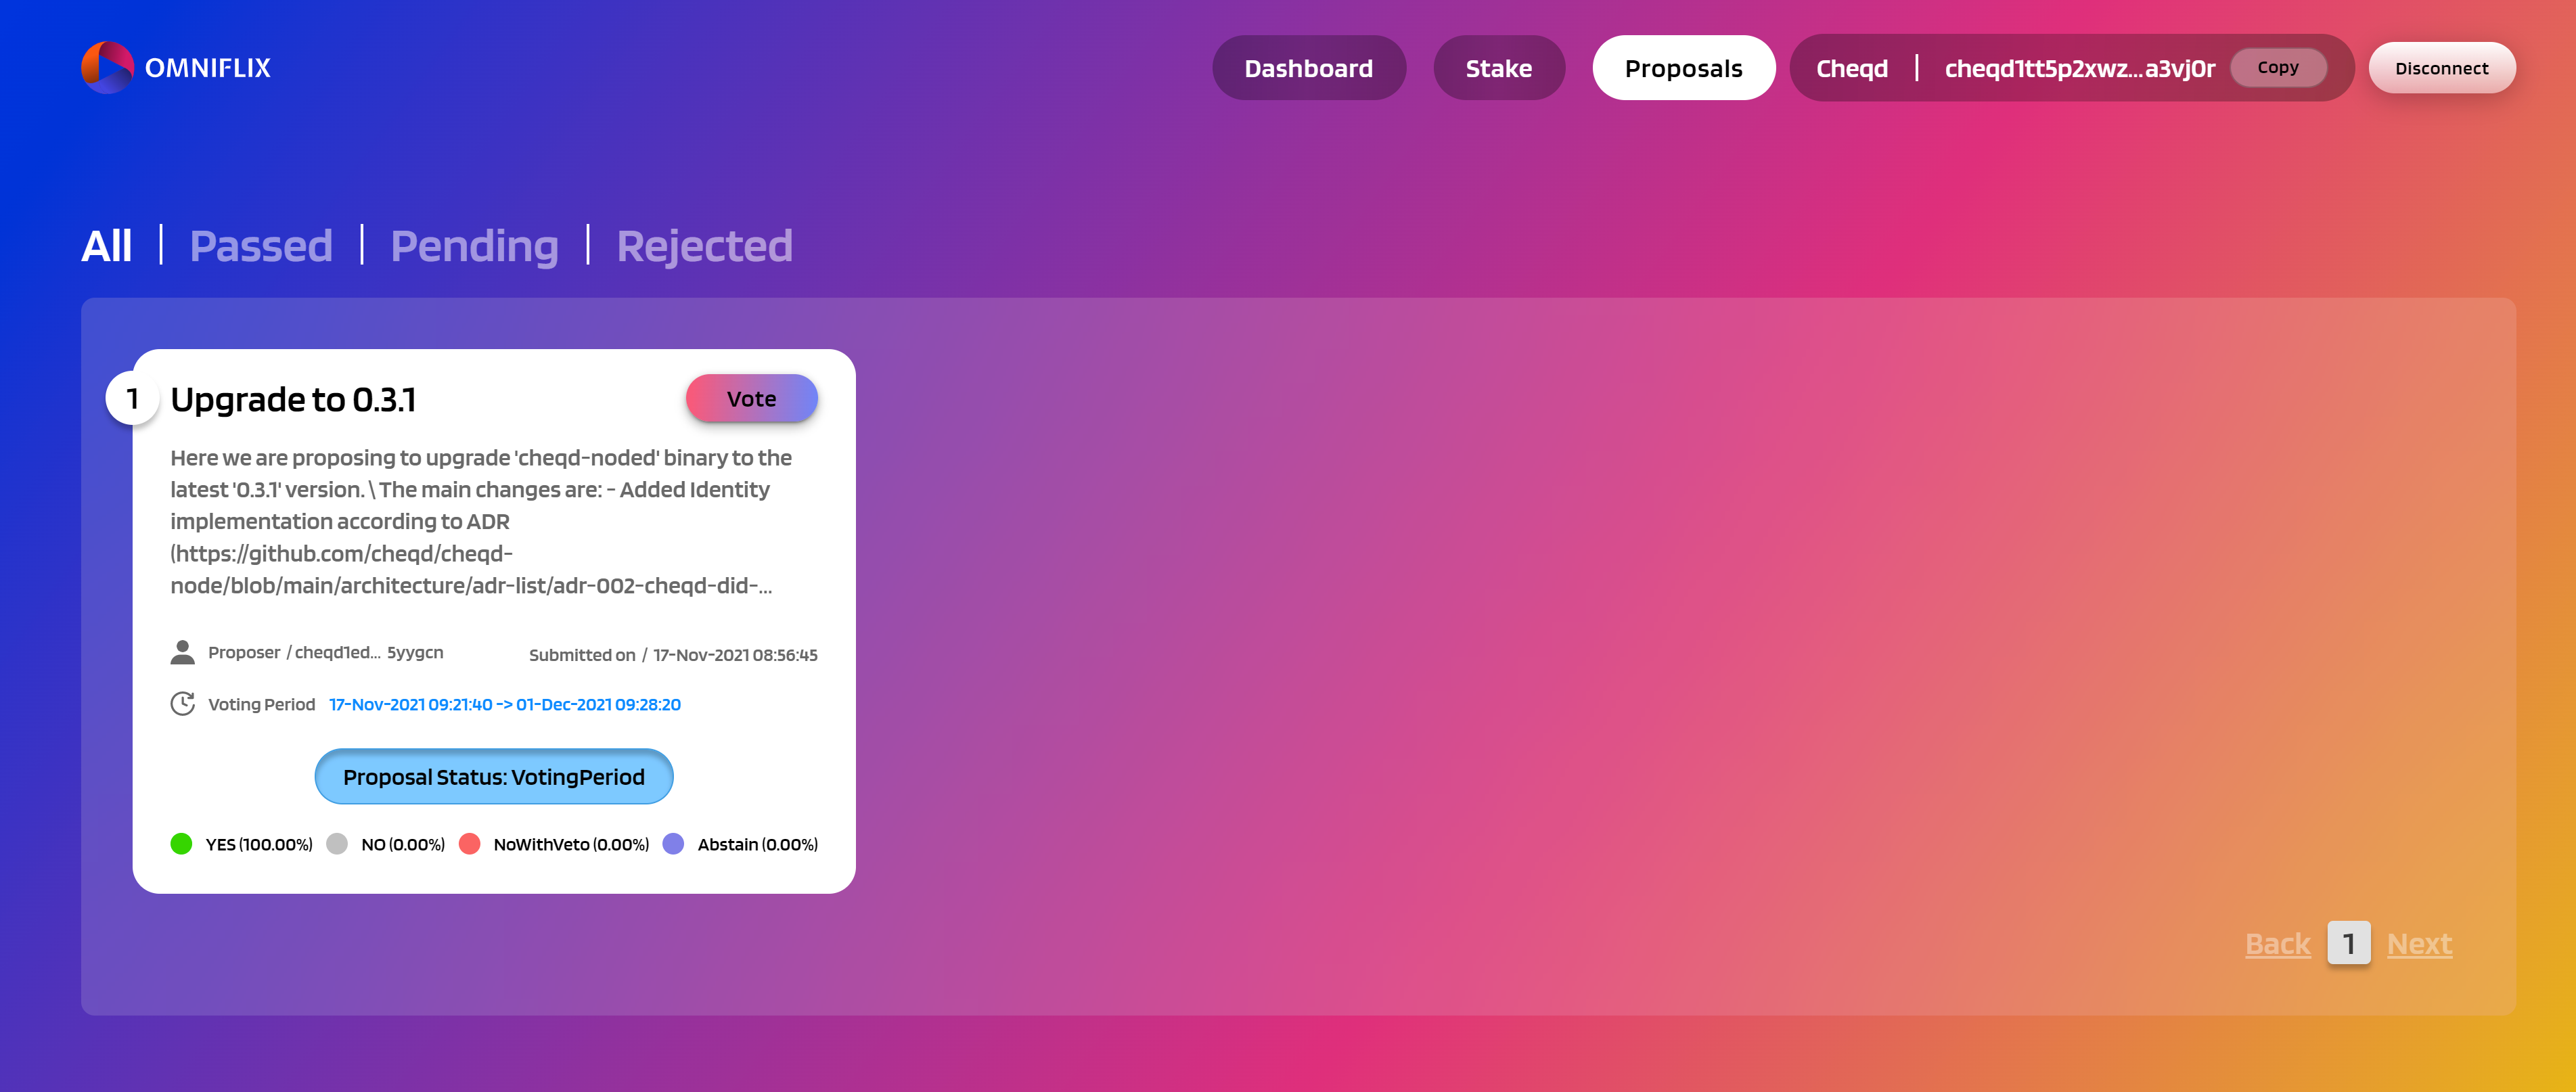 OMNIFLIX
Dashboard
Stake
Proposals
Cheqd | cheqd1tt5p2xwz...a3vj0r
Copy
Disconnect
All | Passed | Pending | Rejected
1
Upgrade to 0.3.1
Vote
Here we are proposing to upgrade 'cheqd-noded' binary to the
latest '0.3.1' version. \ The main changes are: - Added Identity
implementation according to ADR
(https://github.com/cheqd/cheqd-
node/blob/main/architecture/adr-list/adr-002-cheqd-did-...
Proposer / cheqd1ed... 5yygcn
Submitted on / 17-Nov-2021 08:56:45
Voting Period 17-Nov-2021 09:21:40 -> 01-Dec-2021 09:28:20
Proposal Status: VotingPeriod
YES (100.00%) NO (0.00%) NoWithVeto (0.00%) Abstain (0.00%)
Back 1 Next